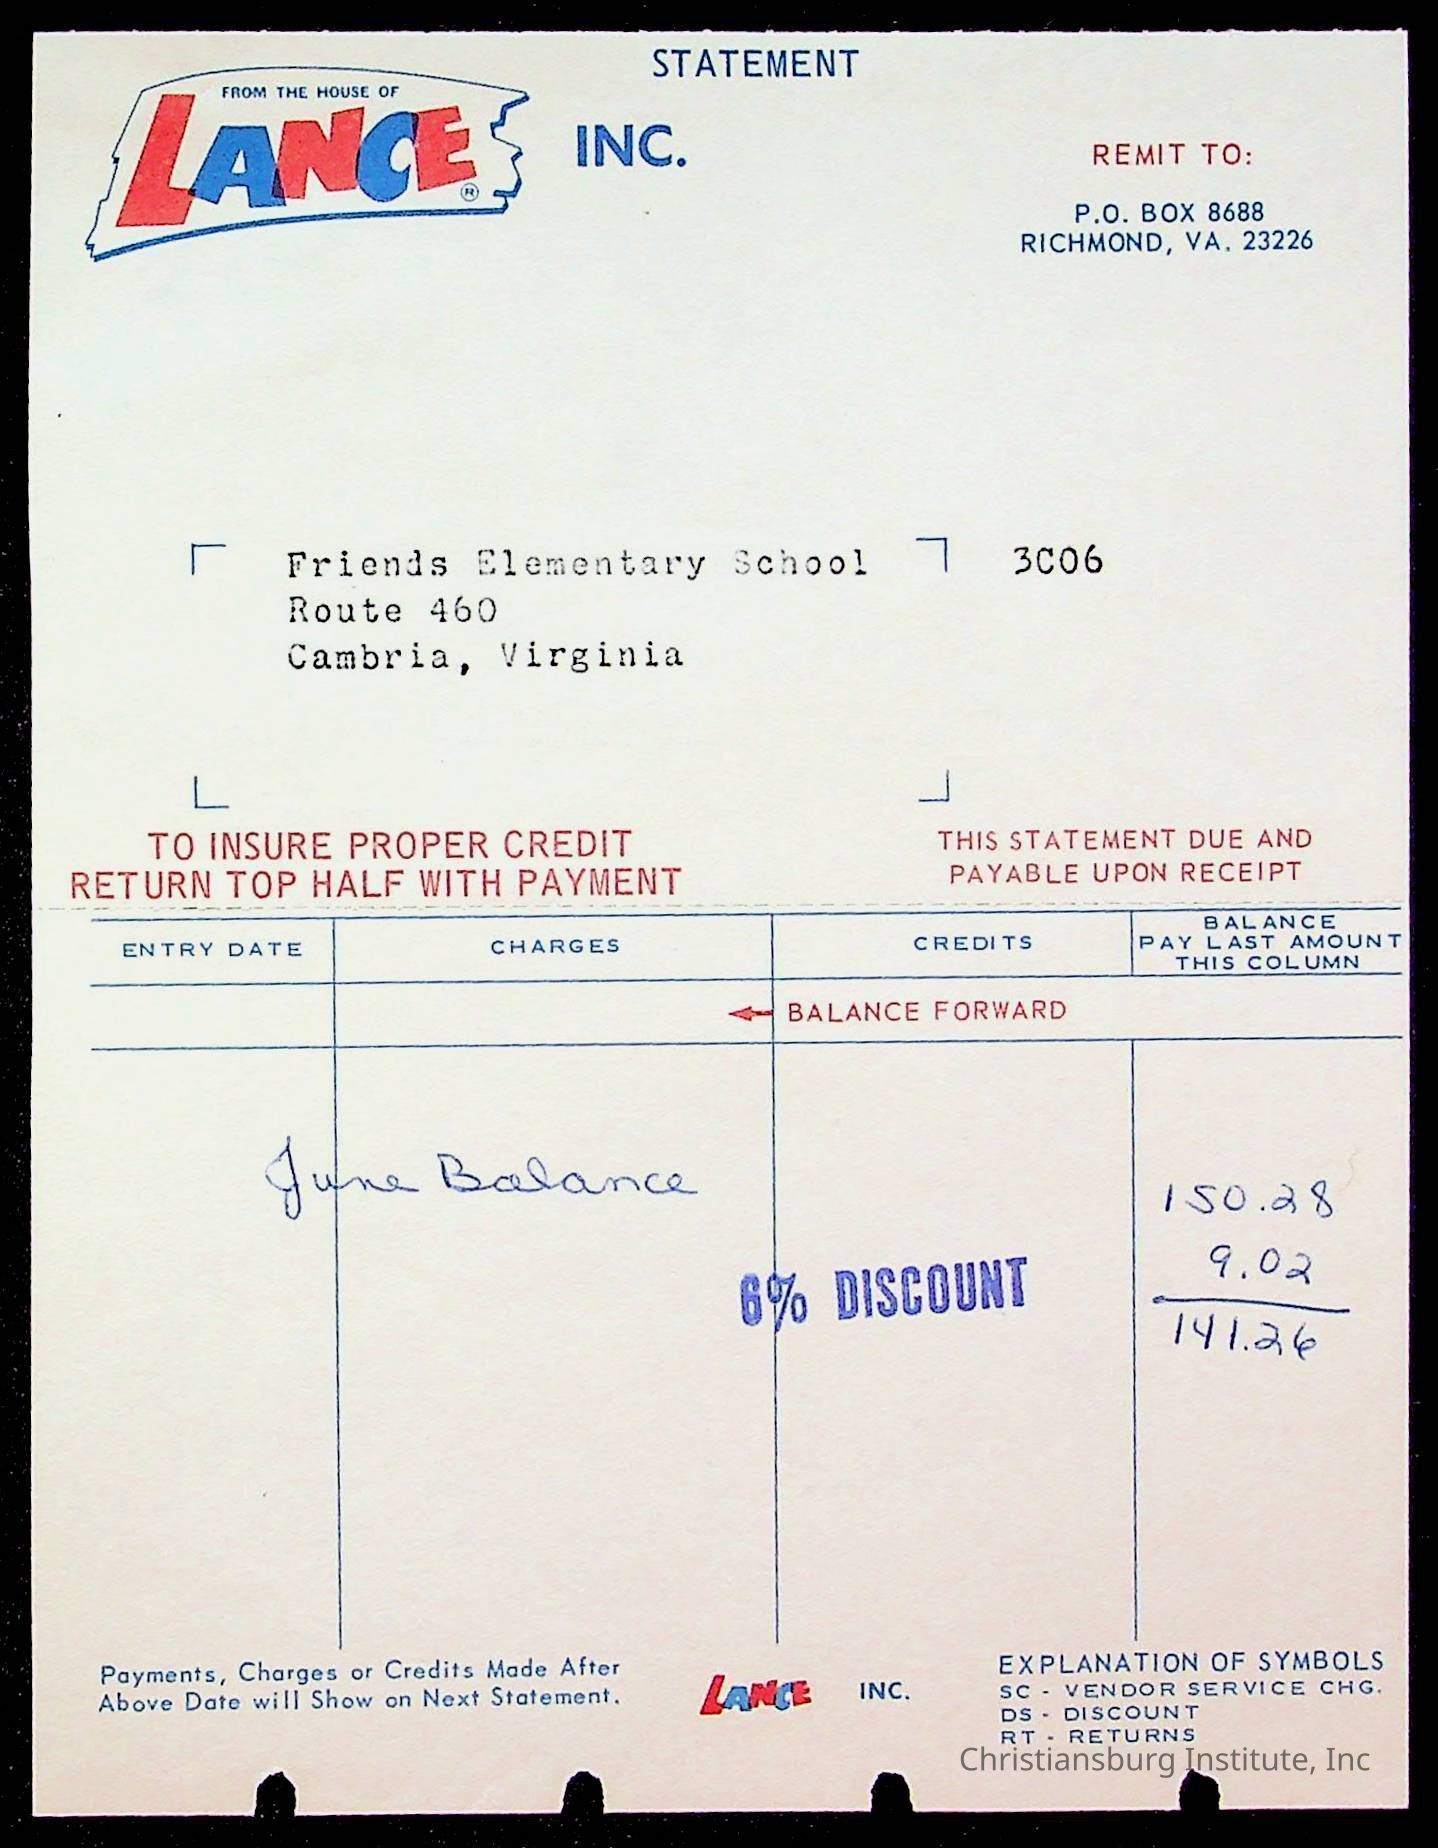 STATEMENT
FROM THE HOUSE OF
LANCE ®
INC.
REMIT TO:
P.O. BOX 8688
RICHMOND, VA. 23226
Friends Elementary School
3C06
Route 460
Cambria, Virginia
TO INSURE PROPER CREDIT
RETURN TOP HALF WITH PAYMENT
THIS STATEMENT DUE AND
PAYABLE UPON RECEIPT
ENTRY DATE
CHARGES
CREDITS
BALANCE
PAY LAST AMOUNT
THIS COLUMN
BALANCE FORWARD
June Balance
150.28
9.02
6% DISCOUNT
141.26
Payments, Charges or Credits Made After
Above Date will Show on Next Statement.
LANCE INC.
EXPLANATION OF SYMBOLS
SC - VENDOR SERVICE CHG.
DS - DISCOUNT
RT - RETURNS
Christiansburg Institute, Inc